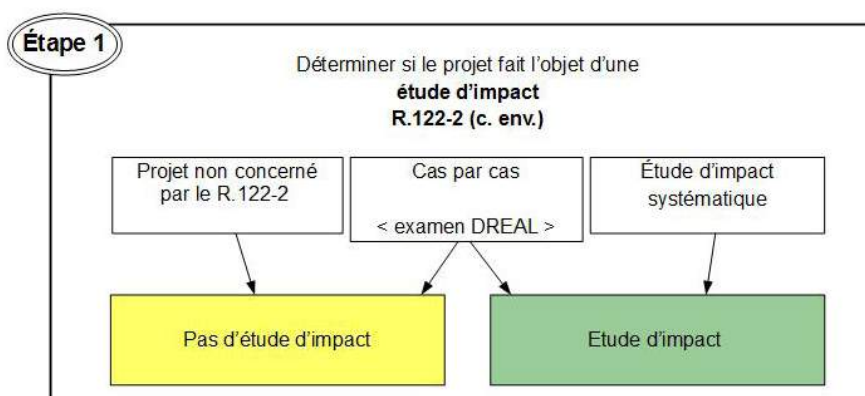 Étape 1
Déterminer si le projet fait l'objet d'une
étude d'impact
R.122-2 (c. env.)
Projet non concerné
par le R.122-2
Cas par cas
< examen DREAL >
Étude d'impact
systématique
Pas d'étude d'impact
Etude d'impact